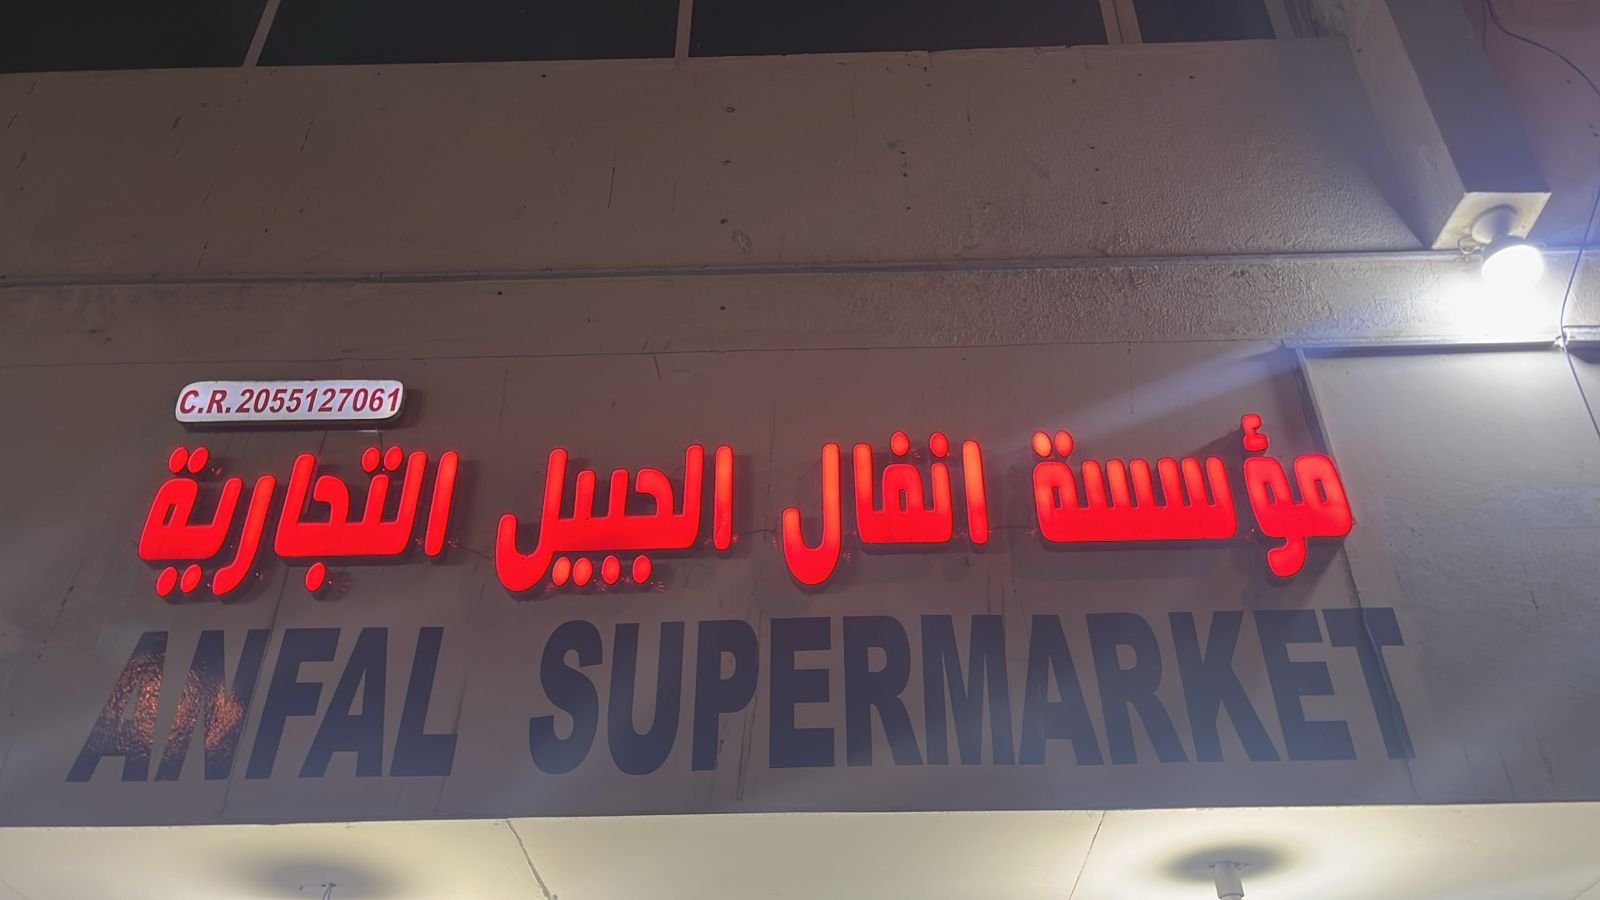 C.R. 2055127061
مؤسسة انفال الجبيل التجارية
ANFAL SUPERMARKET